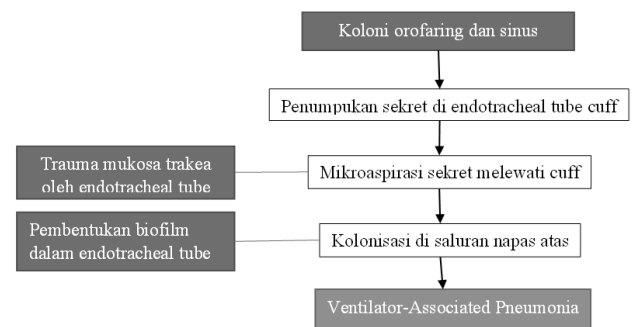 Koloni orofaring dan sinus
Penumpukan sekret di endotracheal tube cuff
Trauma mukosa trakea
oleh endotracheal tube
Mikroaspirasi sekret melewati cuff
Pembentukan biofilm
dalam endotracheal tube
Kolonisasi di saluran napas atas
Ventilator-Associated Pneumonia